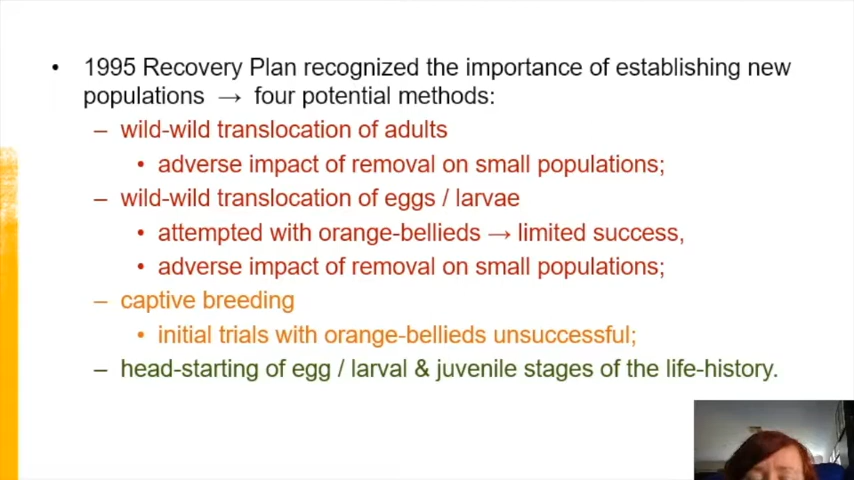 • 1995 Recovery Plan recognized the importance of establishing new
populations → four potential methods:
– wild-wild translocation of adults
• adverse impact of removal on small populations;
– wild-wild translocation of eggs / larvae
• attempted with orange-bellieds → limited success,
• adverse impact of removal on small populations;
– captive breeding
• initial trials with orange-bellieds unsuccessful;
– head-starting of egg / larval & juvenile stages of the life-history.